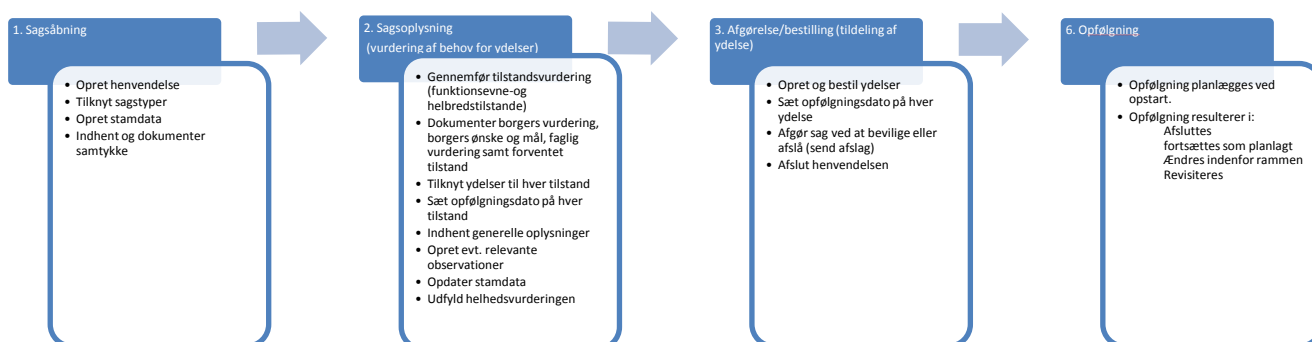 1. Sagsåbning
• Opret henvendelse
• Tilknyt sagstyper
• Opret stamdata
• Indhent og dokumenter
samtykke
2. Sagsoplysning
(vurdering af behov for ydelser)
• Gennemfør tilstandsvurdering
(funktionsevne-og
helbredstilstande)
• Dokumenter borgers vurdering,
borgers ønske og mål, faglig
vurdering samt forventet
tilstand
• Tilknyt ydelser til hver tilstand
• Sæt opfølgningsdato på hver
tilstand
• Indhent generelle oplysninger
• Opret evt. relevante
observationer
• Opdater stamdata
• Udfyld helhedsvurderingen
3. Afgørelse/bestilling (tildeling af
ydelse)
• Opret og bestil ydelser
• Sæt opfølgningsdato på hver
ydelse
• Afgør sag ved at bevilige eller
afslå (send afslag)
• Afslut henvendelsen
6. Opfølgning
• Opfølgning planlægges ved
opstart.
• Opfølgning resulterer i:
Afsluttes
fortsættes som planlagt
Ændres indenfor rammen
Revisiteres